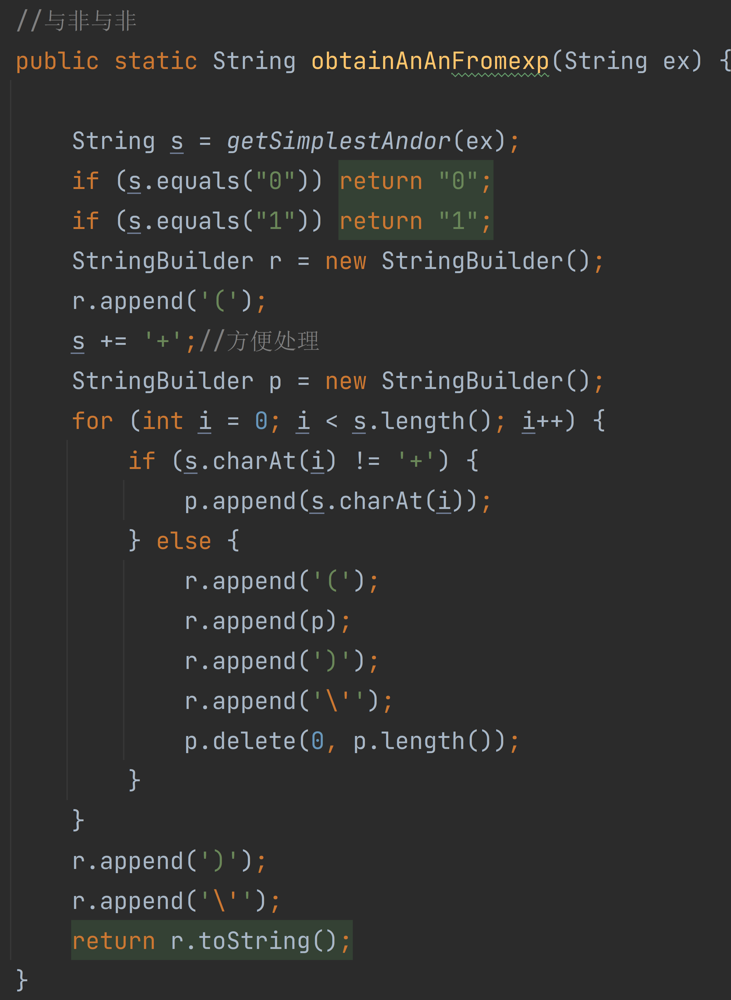 //与非与非
public static String obtainAnAnFromexp(String ex) {
String s = getSimplestAndor(ex);
if (s.equals("0")) return "0";
if (s.equals("1")) return "1";
StringBuilder r = new StringBuilder();
r.append('(');
s += '+';//方便处理
StringBuilder p = new StringBuilder();
for (int i = 0; i < s.length(); i++) {
if (s.charAt(i) != '+') {
p.append(s.charAt(i));
} else {
r.append('(');
r.append(p);
r.append(')');
r.append('\'');
p.delete(0, p.length());
}
}
r.append(')');
r.append('\'');
return r.toString();
}